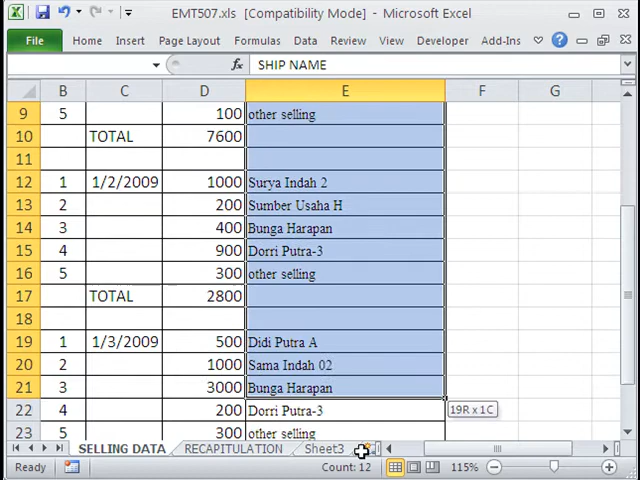 EMT507.xls [Compatibility Mode] - Microsoft Excel
File Home Insert Page Layout Formulas Data Review View Developer Add-Ins
fx SHIP NAME
B C D E F G
9 5 100 other selling
10 TOTAL 7600
11
12 1 1/2/2009 1000 Surya Indah 2
13 2 200 Sumber Usaha H
14 3 400 Bunga Harapan
15 4 900 Dorri Putra-3
16 5 300 other selling
17 TOTAL 2800
18
19 1 1/3/2009 500 Didi Putra A
20 2 1000 Sama Indah 02
21 3 3000 Bunga Harapan
22 4 200 Dorri Putra-3 19R x 1C
23 5 300 other selling
SELLING DATA RECAPITULATION Sheet3
Ready Count: 12 115%